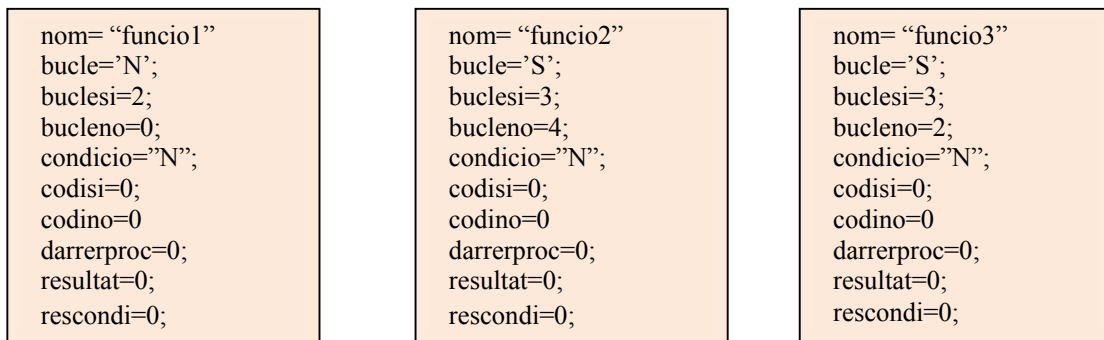 nom= “funcio1”
bucle=’N’;
buclesi=2;
bucleno=0;
condicio=”N”;
codisi=0;
codino=0
darrerproc=0;
resultat=0;
rescondi=0;
nom= “funcio2”
bucle=’S’;
buclesi=3;
bucleno=4;
condicio=”N”;
codisi=0;
codino=0
darrerproc=0;
resultat=0;
rescondi=0;
nom= “funcio3”
bucle=’S’;
buclesi=3;
bucleno=2;
condicio=”N”;
codisi=0;
codino=0
darrerproc=0;
resultat=0;
rescondi=0;